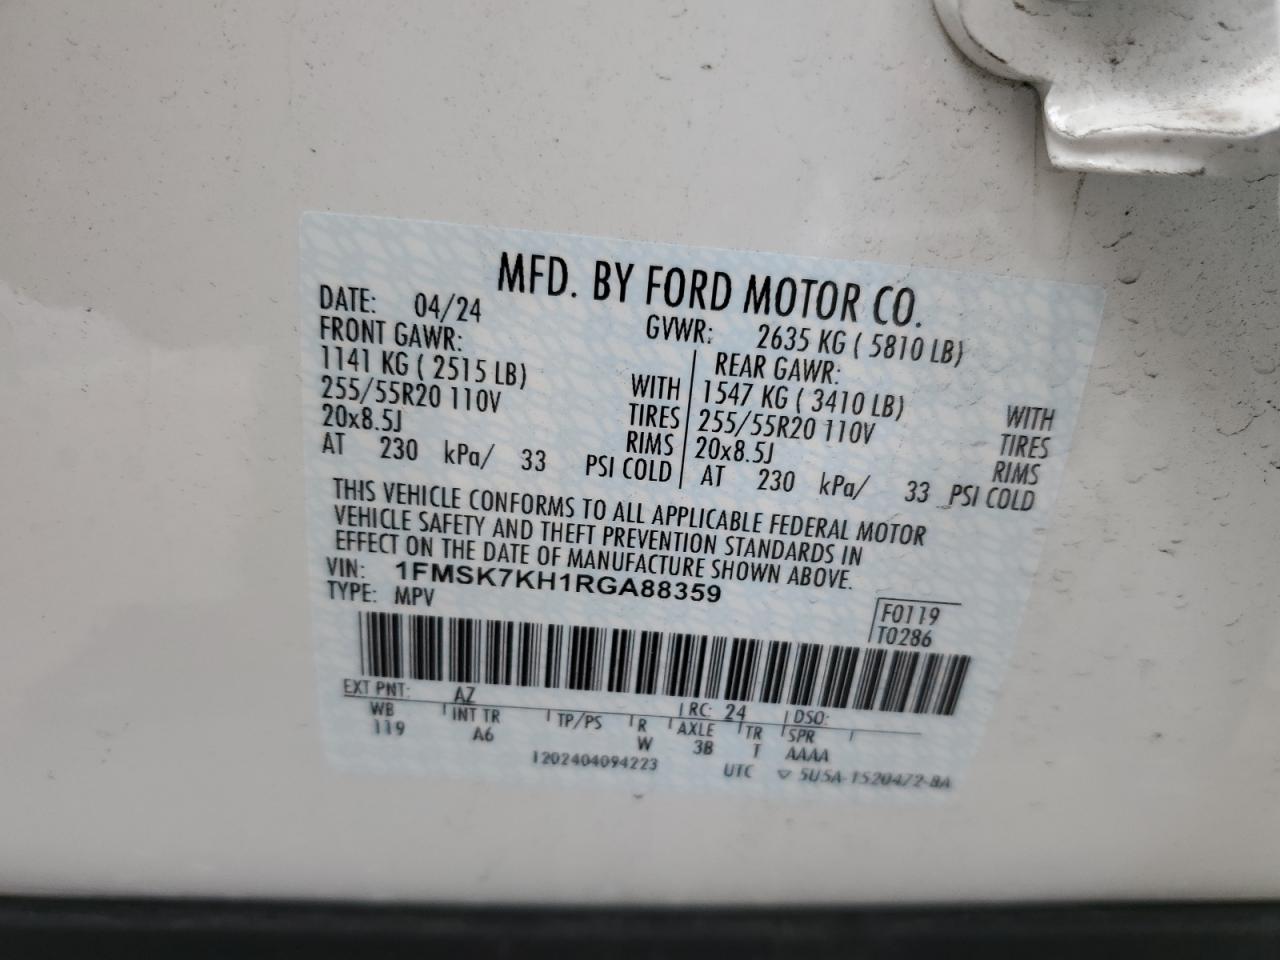 MFD. BY FORD MOTOR CO.
DATE: 04/24 GVWR: 2635 KG ( 5810 LB)
FRONT GAWR: REAR GAWR:
1141 KG ( 2515 LB) WITH 1547 KG ( 3410 LB) WITH
255/55R20 110V TIRES 255/55R20 110V TIRES
20x8.5J RIMS 20x8.5J RIMS
AT 230 kPa/ 33 PSI COLD AT 230 kPa/ 33 PSI COLD
THIS VEHICLE CONFORMS TO ALL APPLICABLE FEDERAL MOTOR
VEHICLE SAFETY AND THEFT PREVENTION STANDARDS IN
EFFECT ON THE DATE OF MANUFACTURE SHOWN ABOVE.
VIN: 1FMSK7KH1RGA88359
TYPE: MPV
F0119
T0286
EXT PNT: AZ RC: 24 DSO:
WB INT TR TP/PS R AXLE TR SPR
119 A6 W 3B T AAAA
1202404094223 UTC ▽ 5U5A-1520472-BA